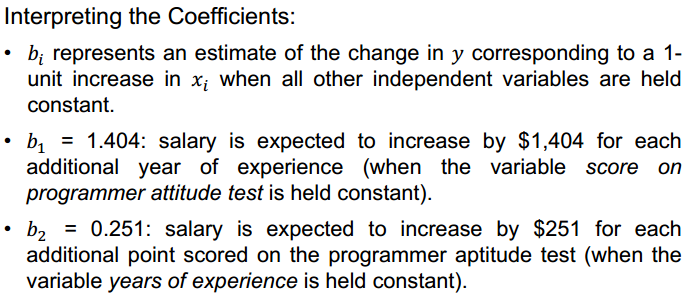 Interpreting the Coefficients:
• bᵢ represents an estimate of the change in y corresponding to a 1-
unit increase in xᵢ when all other independent variables are held
constant.
• b₁ = 1.404: salary is expected to increase by $1,404 for each
additional year of experience (when the variable score on
programmer attitude test is held constant).
• b₂ = 0.251: salary is expected to increase by $251 for each
additional point scored on the programmer aptitude test (when the
variable years of experience is held constant).